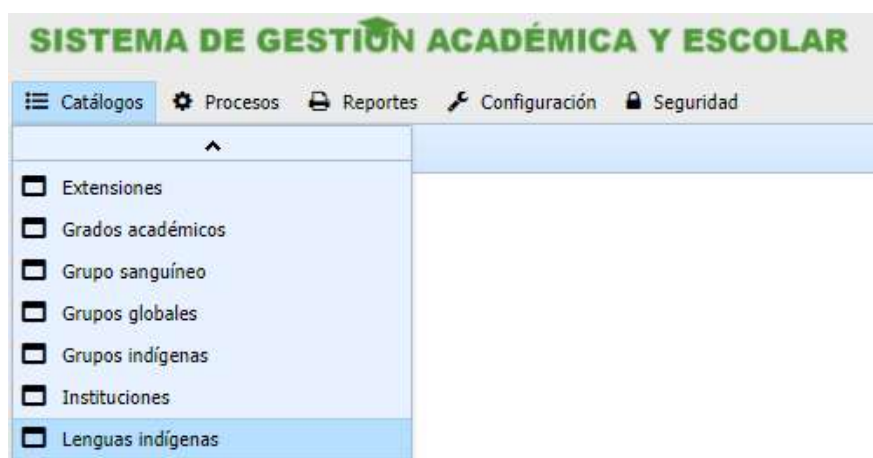 SISTEMA DE GESTIÓN ACADÉMICA Y ESCOLAR
Catálogos Procesos Reportes Configuración Seguridad
Extensiones
Grados académicos
Grupo sanguíneo
Grupos globales
Grupos indígenas
Instituciones
Lenguas indígenas